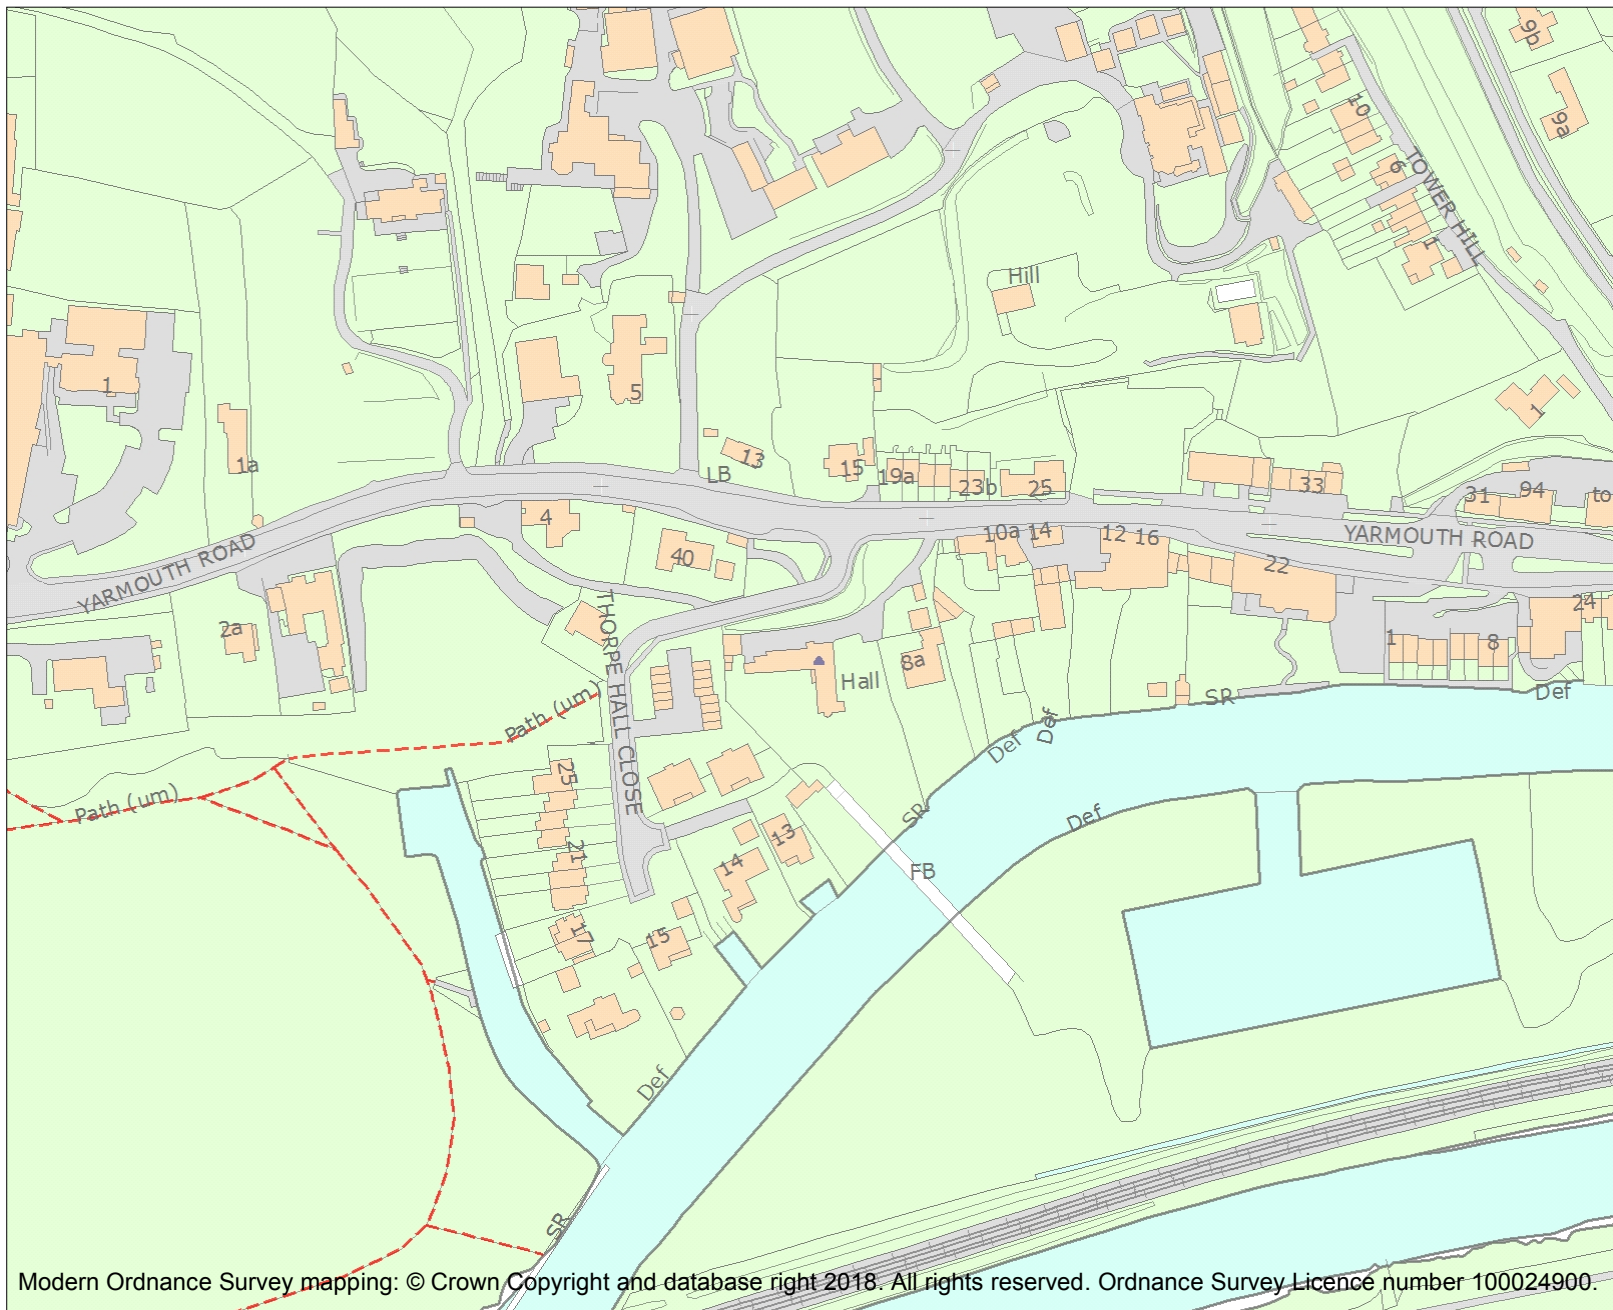 9b
10
9a
6
TOWER HILL
1
Hill
1
5
1
1a
LB
13
15
19a
23b
25
33
31
94
to
4
10a
14
12
16
YARMOUTH ROAD
40
YARMOUTH ROAD
22
2a
THORPE HALL CLOSE
24
1
8
8a
Hall
Path (um)
SR
Def
Def
Def
25
Path (um)
SR
Def
21
13
14
FB
17
15
Def
SR
Modern Ordnance Survey mapping: © Crown Copyright and database right 2018. All rights reserved. Ordnance Survey Licence number 100024900.